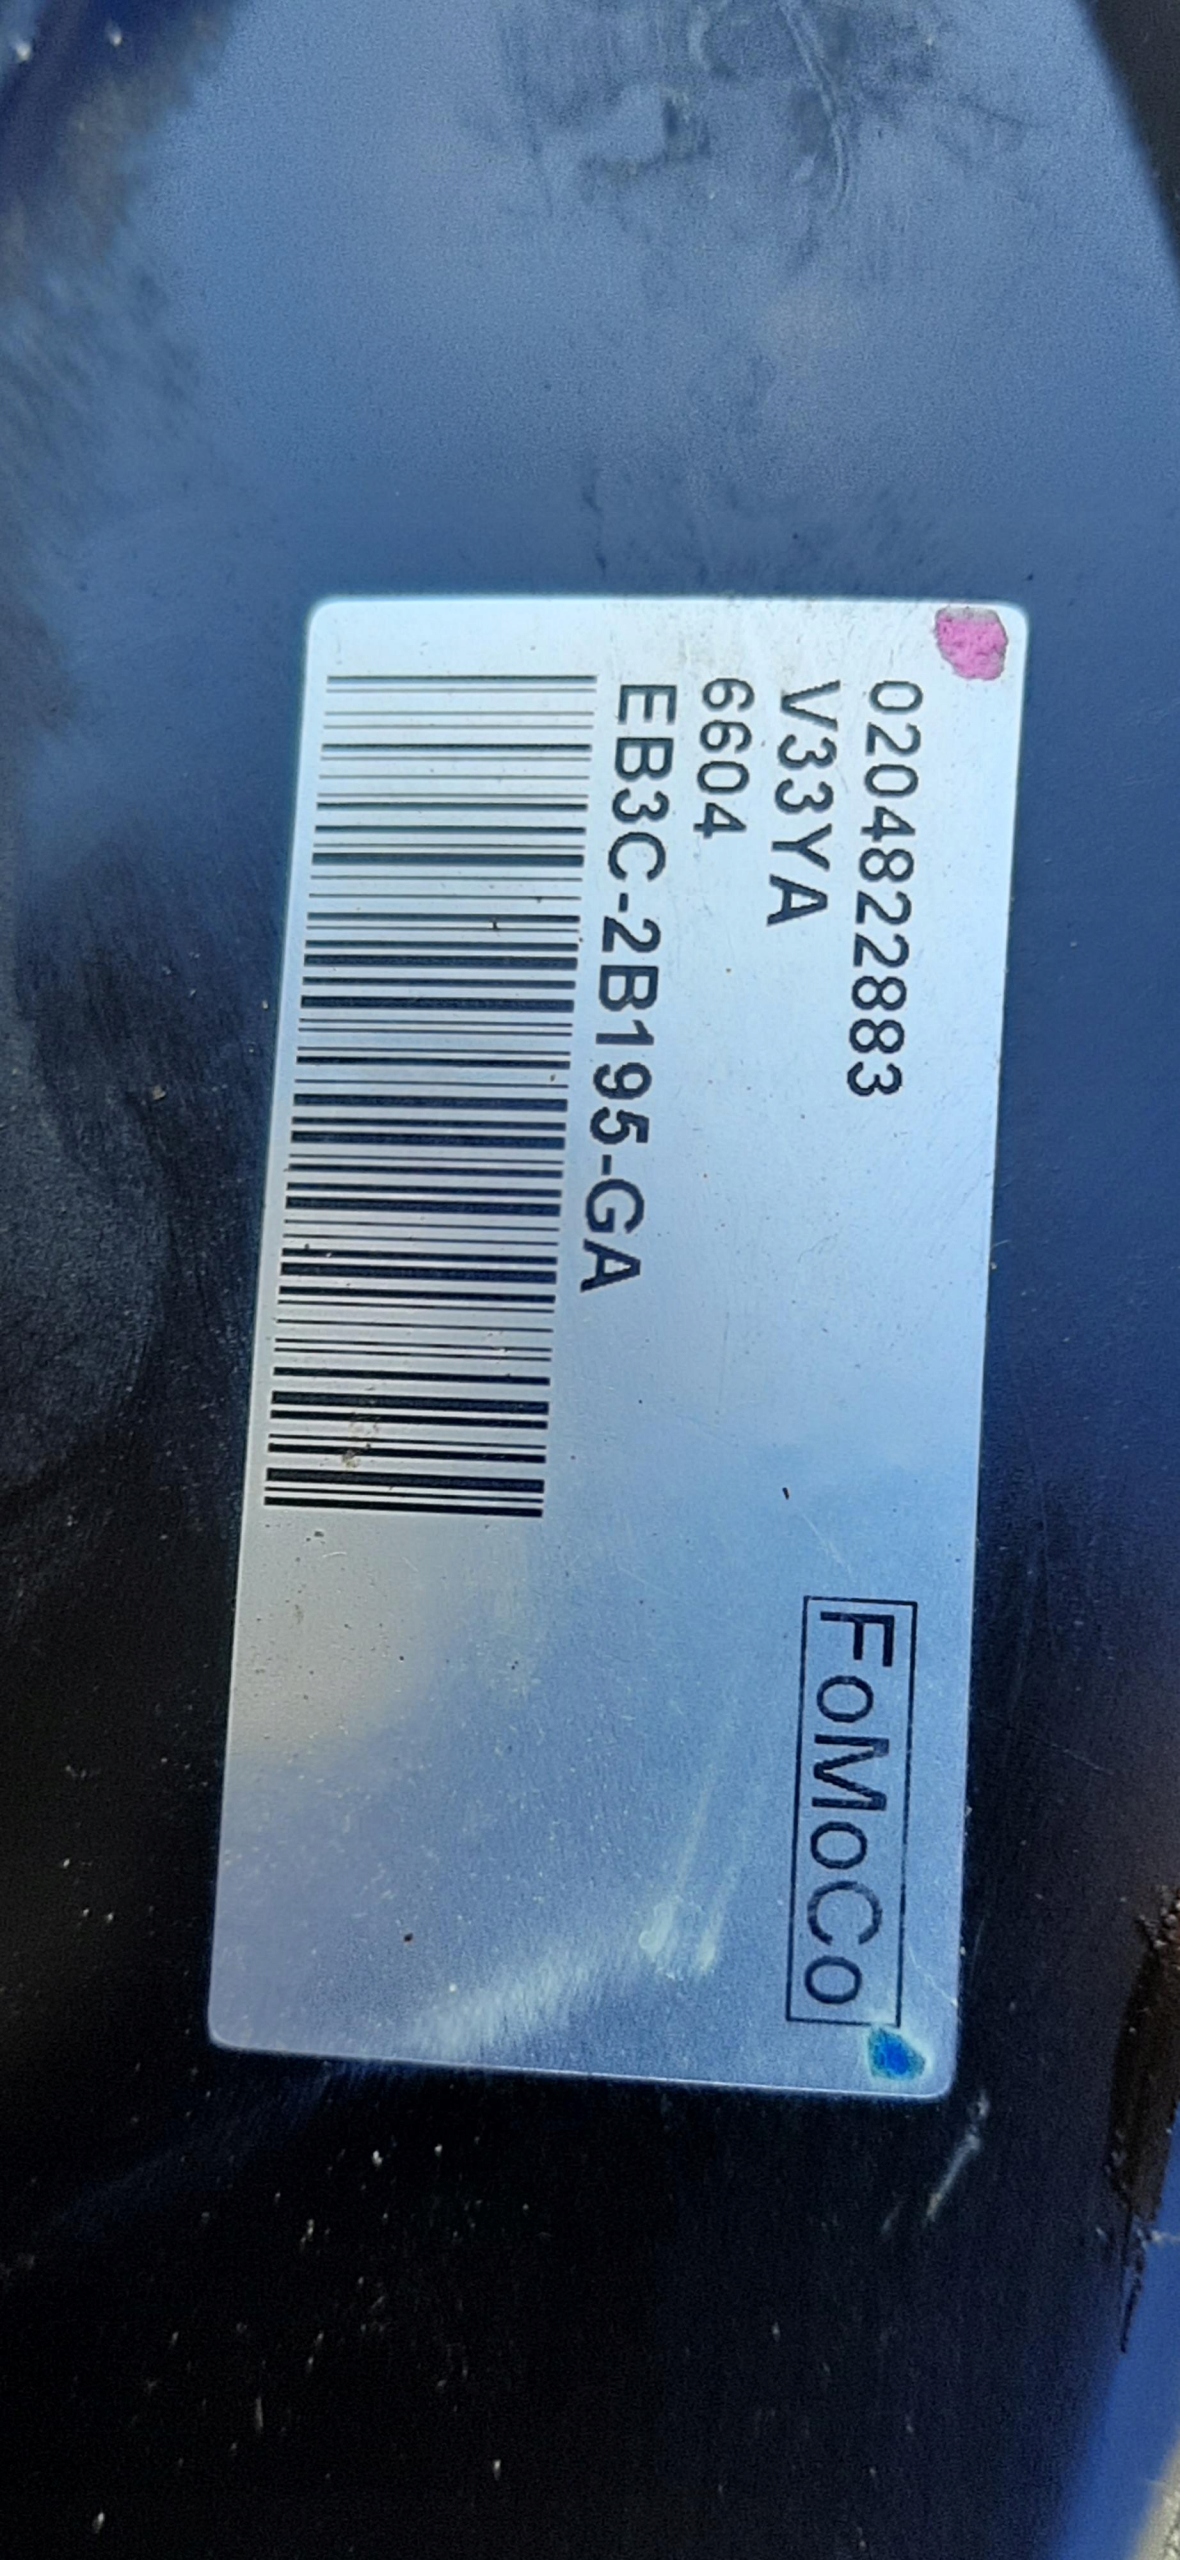 0204822883
V33YA
6604
EB3C-2B195-GA
FoMoCo